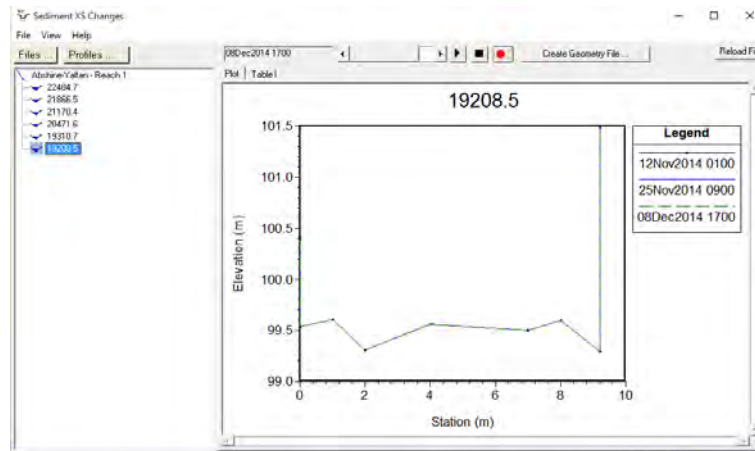 Sediment XS Changes
File View Help
Files ... Profiles ...
08Dec2014 1700
Create Geometry File ...
Reload Fi
Abshine-Yaltan - Reach 1
22484.7
21866.5
21170.4
20471.6
19310.7
19208.5
Plot Table
19208.5
101.5
101.0
100.5
100.0
99.5
99.0
Elevation (m)
0 2 4 6 8 10
Station (m)
Legend
12Nov2014 0100
25Nov2014 0900
08Dec2014 1700